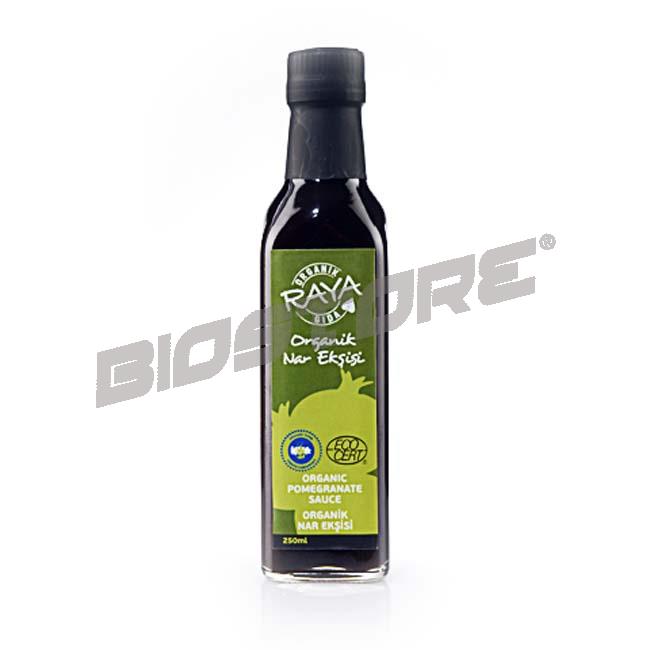 ORGANIK
RAYA
GIDA
Organik
Nar Ekşisi
BIOSTORE®
ECO
CERT®
ORGANIC
POMEGRANATE
SAUCE
ORGANİK
NAR EKŞİSİ
250ml